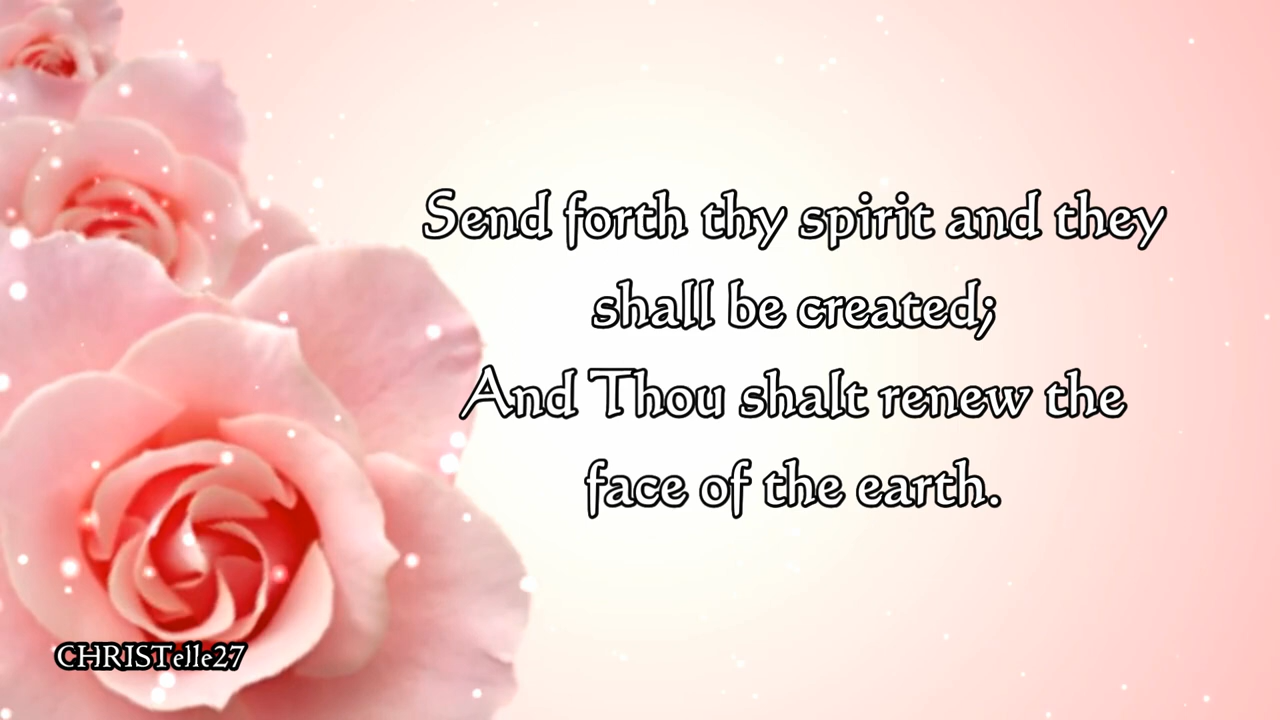 Send forth thy spirit and they
shall be created;
And Thou shalt renew the
face of the earth.
CHRISTelle27